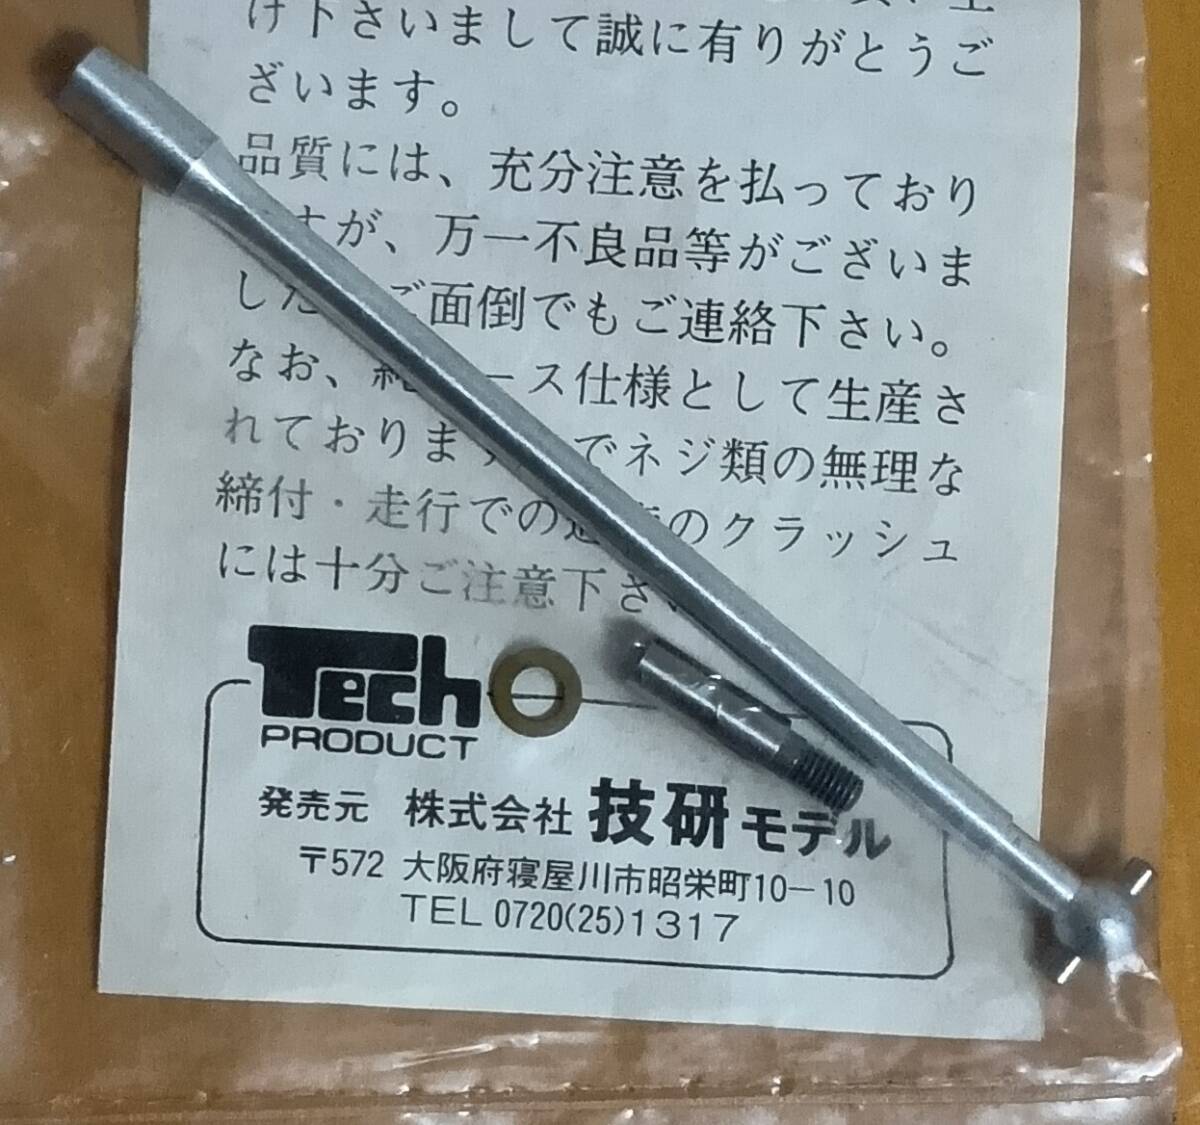 け下さいまして誠に有りがとうご
ざいます。
品質には、充分注意を払っており
すが、万一不良品等がございま
した ご面倒でもご連絡下さい。
なお、純 ース仕様として生産さ
れております でネジ類の無理な
締付・走行での のクラッシュ
には十分ご注意下さ
Tech
PRODUCT
発売元 株式会社 技研モデル
〒572 大阪府寝屋川市昭栄町10-10
TEL 0720(25)1317